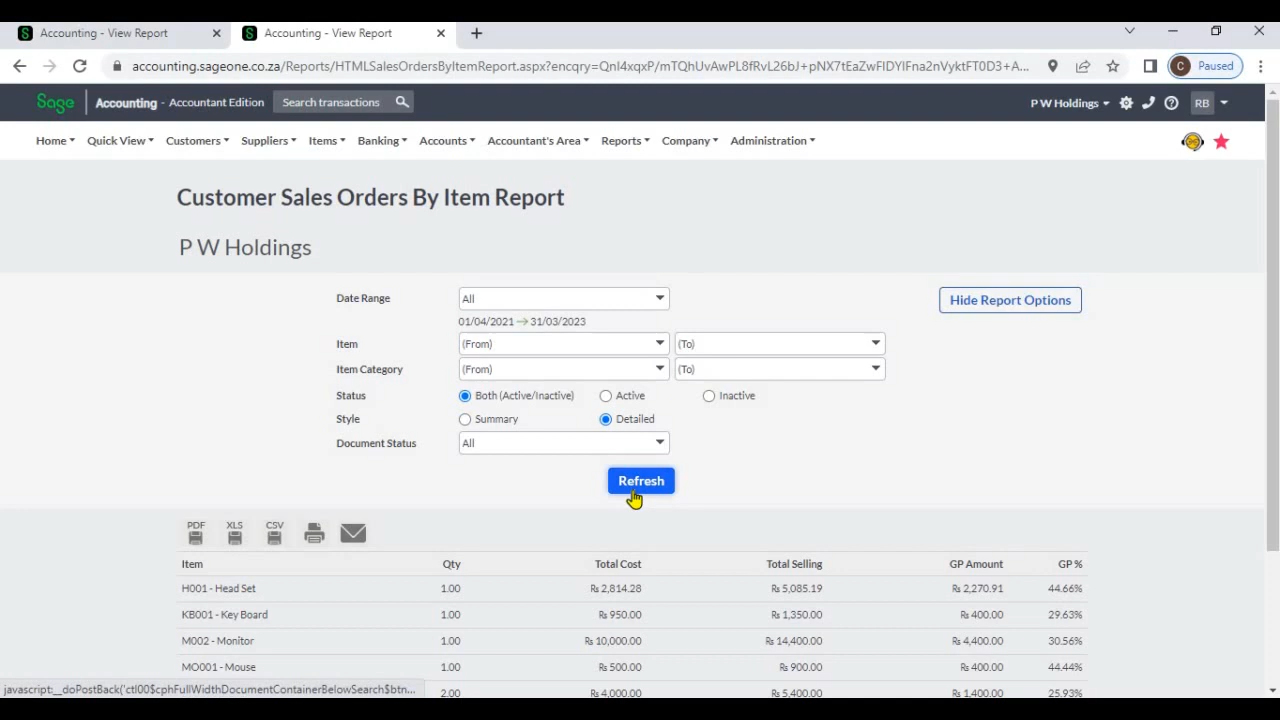 Accounting - View Report
Accounting - View Report
accounting.sageone.co.za/Reports/HTMLSalesOrdersByItemReport.aspx?encqry=QnI4xqxP/mTQhUvAwPL8fRvL26bJ+pNX7tEaZwFIDYIFna2nVyktFT0D3+A...
C Paused
Sage Accounting - Accountant Edition Search transactions P W Holdings RB
Home Quick View Customers Suppliers Items Banking Accounts Accountant's Area Reports Company Administration
Customer Sales Orders By Item Report
P W Holdings
Date Range All Hide Report Options
01/04/2021 → 31/03/2023
Item (From) (To)
Item Category (From) (To)
Status Both (Active/Inactive) Active Inactive
Style Summary Detailed
Document Status All
Refresh
PDF XLS CSV
Item Qty Total Cost Total Selling GP Amount GP %
H001 - Head Set 1.00 ₨ 2,814.28 ₨ 5,085.19 ₨ 2,270.91 44.66%
KB001 - Key Board 1.00 ₨ 950.00 ₨ 1,350.00 ₨ 400.00 29.63%
M002 - Monitor 1.00 ₨ 10,000.00 ₨ 14,400.00 ₨ 4,400.00 30.56%
MO001 - Mouse 1.00 ₨ 500.00 ₨ 900.00 ₨ 400.00 44.44%
javascript:__doPostBack('ctl00$cphFullWidthDocumentContainerBelowSearch$btn... 2.00 ₨ 4,000.00 ₨ 5,400.00 ₨ 1,400.00 25.93%